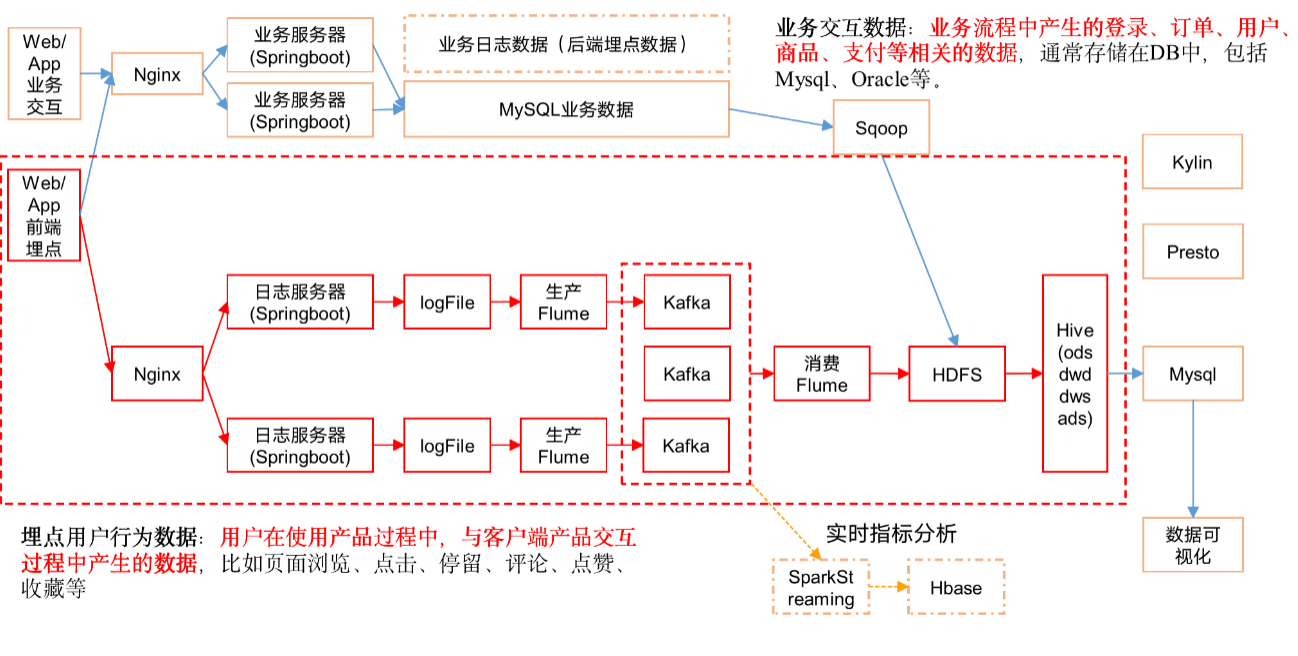 Web/
App
业务
交互
Nginx
业务服务器
(Springboot)
业务服务器
(Springboot)
业务日志数据（后端埋点数据）
MySQL业务数据
业务交互数据：业务流程中产生的登录、订单、用户、
商品、支付等相关的数据，通常存储在DB中，包括
Mysql、Oracle等。
Sqoop
Kylin
Presto
Web/
App
前端
埋点
Nginx
日志服务器
(Springboot)
logFile
生产
Flume
Kafka
Kafka
日志服务器
(Springboot)
logFile
生产
Flume
Kafka
消费
Flume
HDFS
Hive
(ods
dwd
dws
ads)
Mysql
数据可
视化
埋点用户行为数据：用户在使用产品过程中，与客户端产品交互
过程中产生的数据，比如页面浏览、点击、停留、评论、点赞、
收藏等
实时指标分析
SparkSt
reaming
Hbase